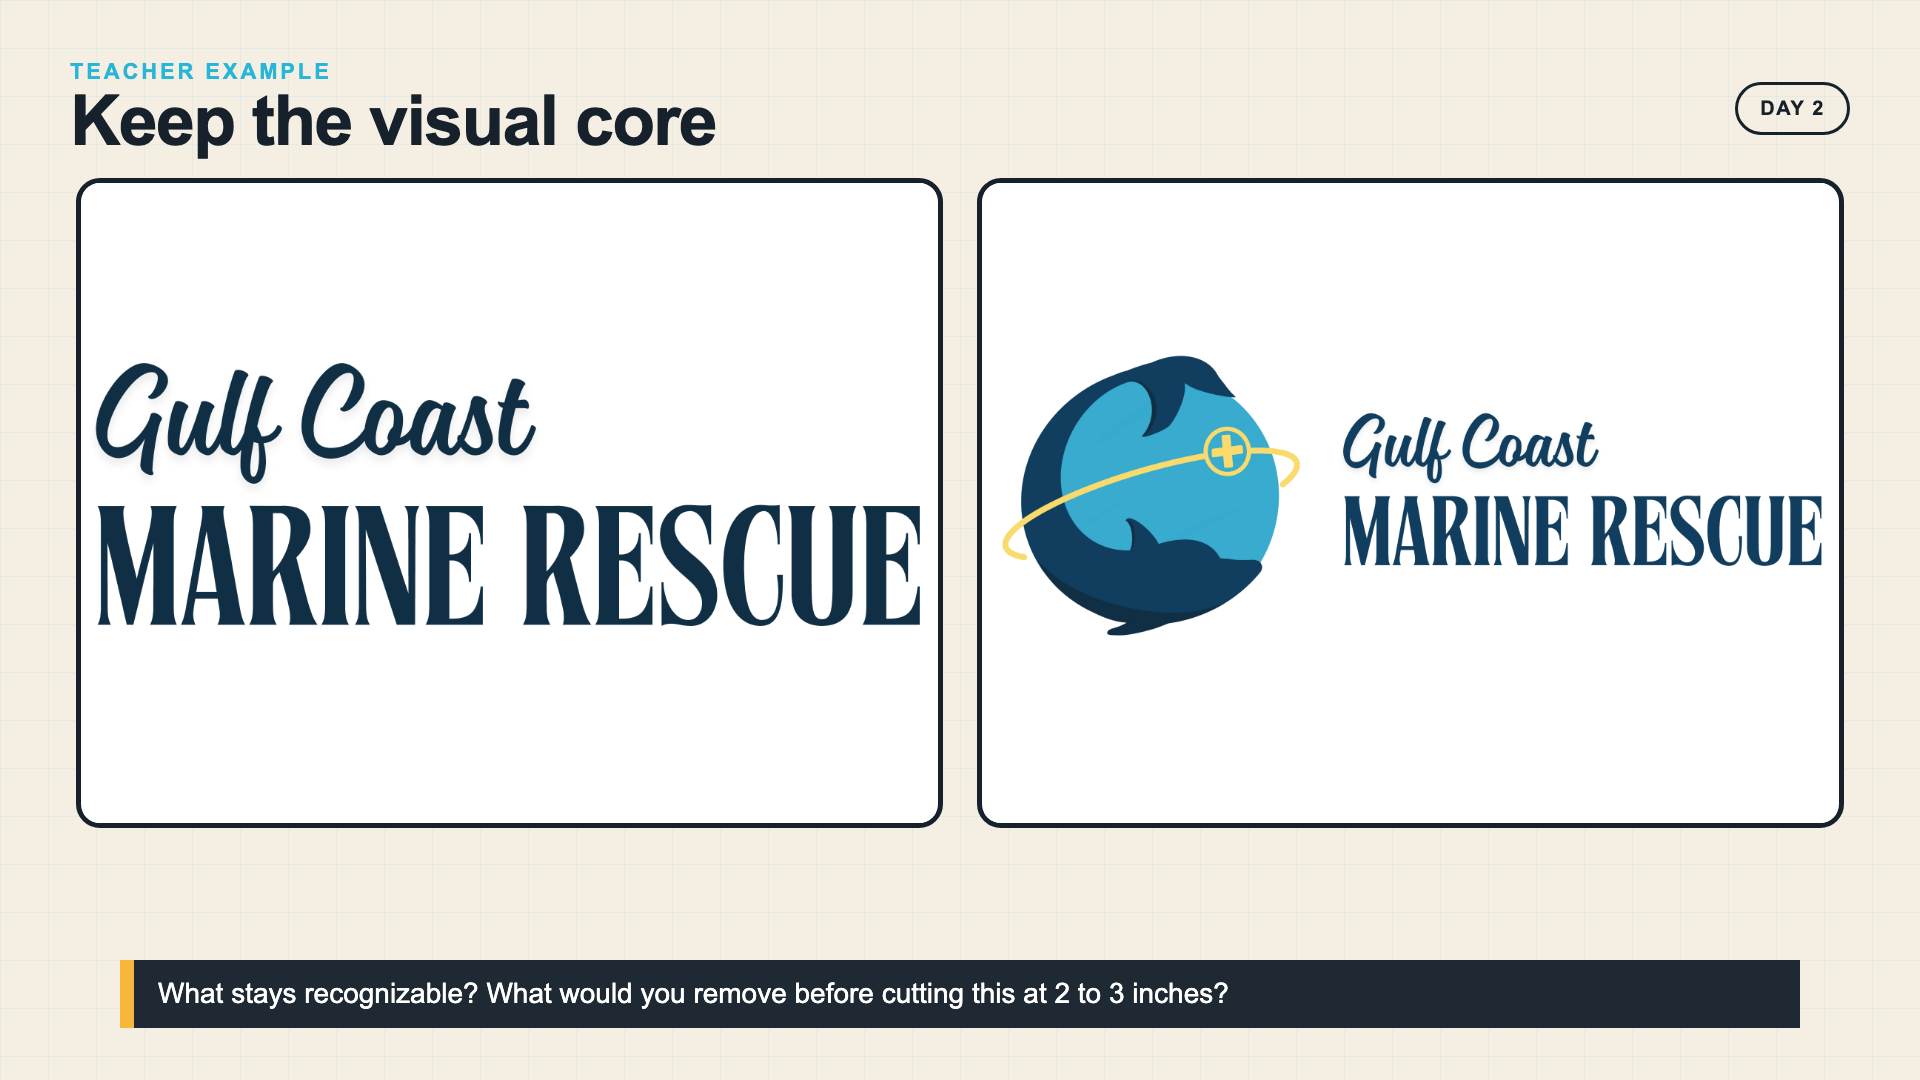 TEACHER EXAMPLE
Keep the visual core
DAY 2
Gulf Coast
MARINE RESCUE
Gulf Coast
MARINE RESCUE
What stays recognizable? What would you remove before cutting this at 2 to 3 inches?